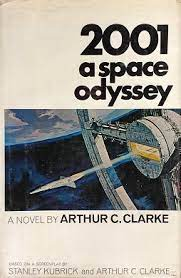 2001
a space
odyssey
A NOVEL BY ARTHUR C. CLARKE
BASED ON A SCREENPLAY BY
STANLEY KUBRICK and ARTHUR C. CLARKE